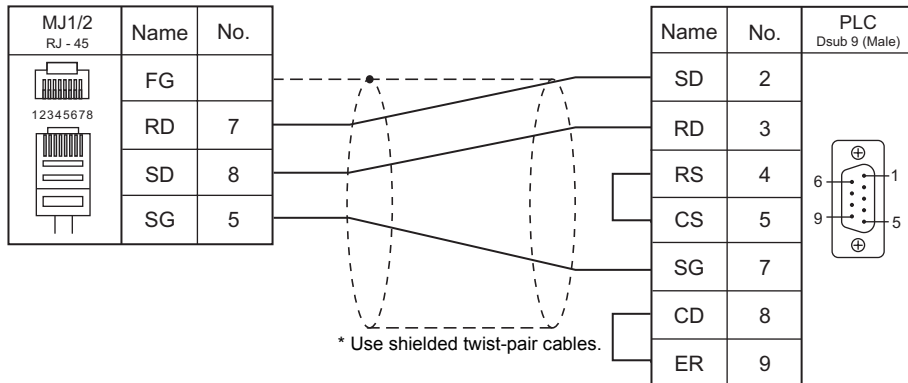 MJ1/2
RJ - 45
Name No.
12345678
FG
RD 7
SD 8
SG 5
Name No.
PLC
Dsub 9 (Male)
SD 2
RD 3
RS 4
CS 5
SG 7
CD 8
ER 9
6 1
9 5
* Use shielded twist-pair cables.